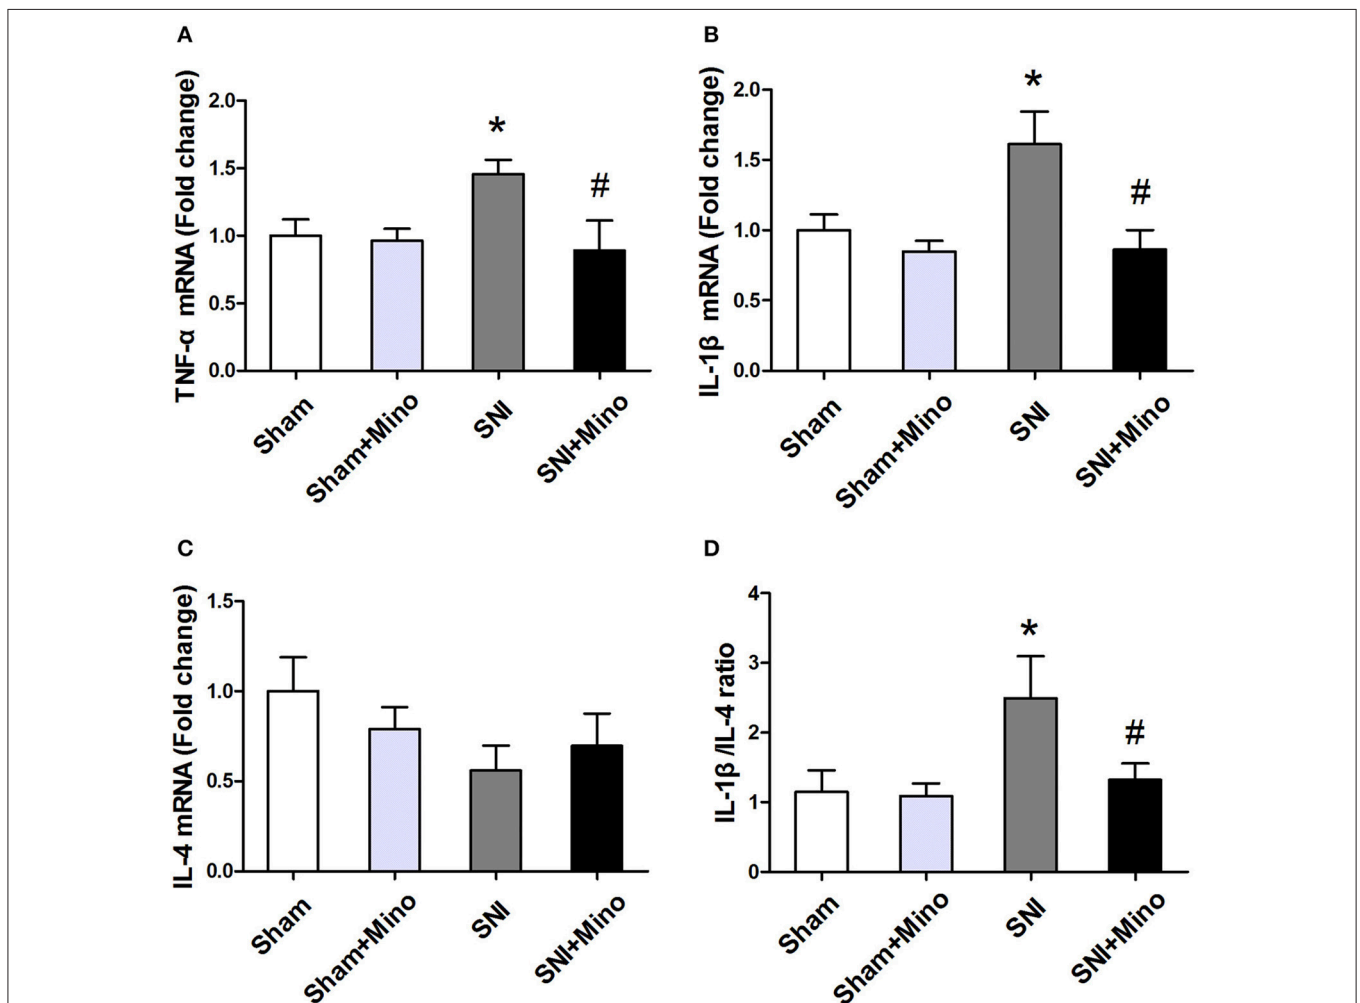 A
TNF-α mRNA (Fold change)
2.0
1.5
1.0
0.5
0.0
*
#
Sham
Sham+Mino
SNI
SNI+Mino
B
IL-1β mRNA (Fold change)
2.0
1.5
1.0
0.5
0.0
*
#
Sham
Sham+Mino
SNI
SNI+Mino
C
IL-4 mRNA (Fold change)
1.5
1.0
0.5
0.0
Sham
Sham+Mino
SNI
SNI+Mino
D
IL-1β/IL-4 ratio
4
3
2
1
0
*
#
Sham
Sham+Mino
SNI
SNI+Mino